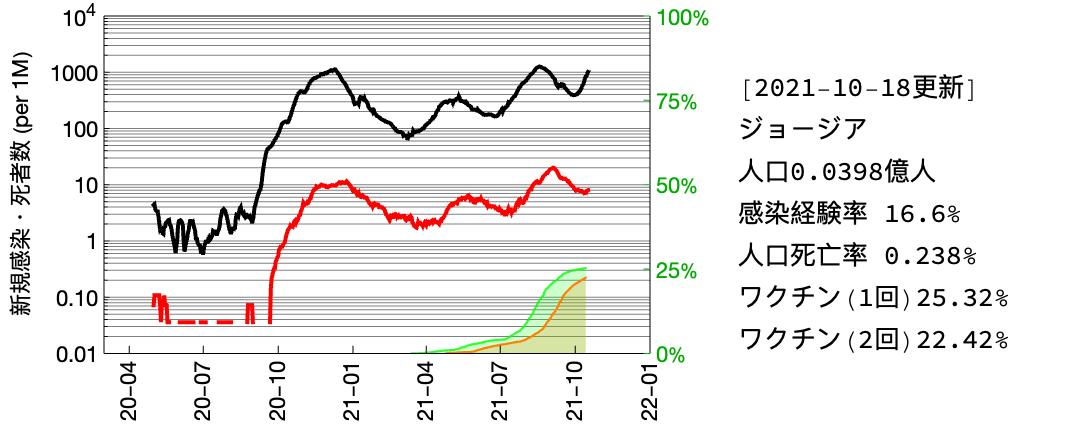 10^4
1000
100
10
1
0.10
0.01
新規感染・死者数 (per 1M)
100%
75%
50%
25%
0%
20-04
20-07
20-10
21-01
21-04
21-07
21-10
22-01
[2021-10-18更新]
ジョージア
人口0.0398億人
感染経験率 16.6%
人口死亡率 0.238%
ワクチン(1回)25.32%
ワクチン(2回)22.42%